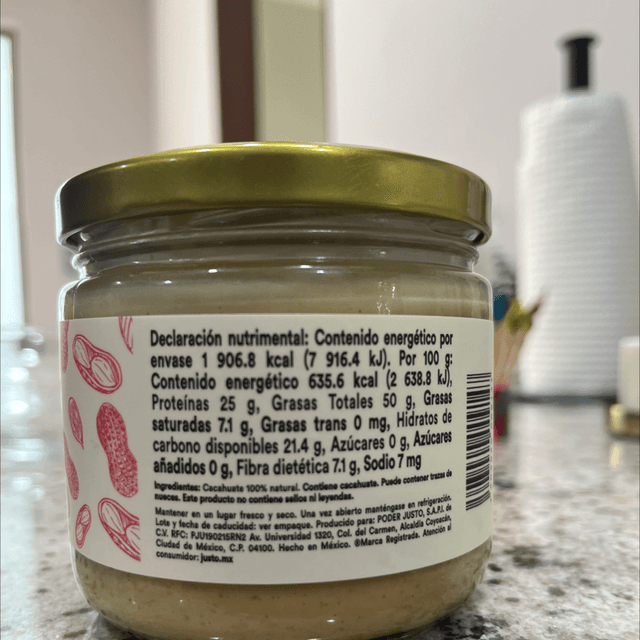 Declaración nutrimental: Contenido energético por
envase 1 906.8 kcal (7 916.4 kJ). Por 100 g:
Contenido energético 635.6 kcal (2 638.8 kJ),
Proteínas 25 g, Grasas Totales 50 g, Grasas
saturadas 7.1 g, Grasas trans 0 mg, Hidratos de
carbono disponibles 21.4 g, Azúcares 0 g, Azúcares
añadidos 0 g, Fibra dietética 7.1 g, Sodio 7 mg
Ingredientes: Cacahuate 100% natural. Contiene cacahuate. Puede contener trazas de
nueces. Este producto no contiene sellos ni leyendas.
Mantener en un lugar fresco y seco. Una vez abierto manténgase en refrigeración.
Lote y fecha de caducidad: ver empaque. Producido para: PODER JUSTO, S.A.P.I. de
C.V. RFC: PJU190215RN2 Av. Universidad 1320, Col. del Carmen, Alcaldía Coyoacán,
Ciudad de México, C.P. 04100. Hecho en México. ®Marca Registrada. Atención al
consumidor: justo.mx